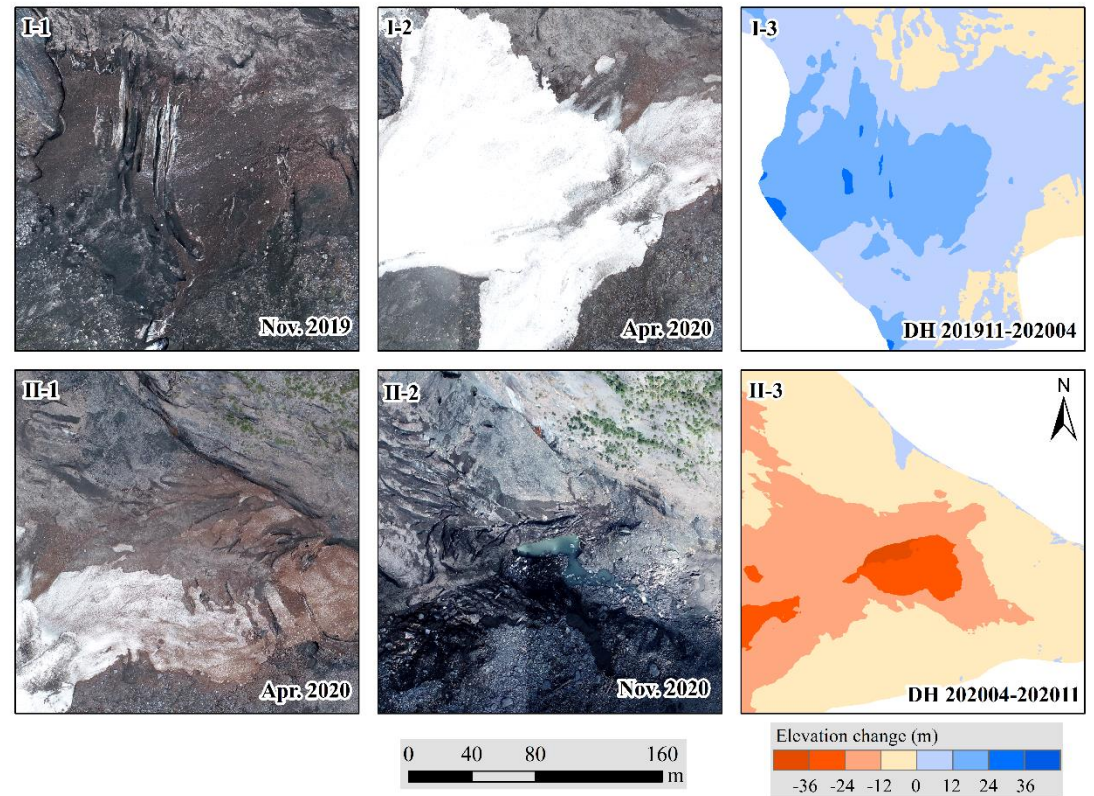 I-1
Nov. 2019
I-2
Apr. 2020
I-3
DH 201911-202004
II-1
Apr. 2020
II-2
Nov. 2020
II-3
N
DH 202004-202011
0 40 80 160
m
Elevation change (m)
-36 -24 -12 0 12 24 36